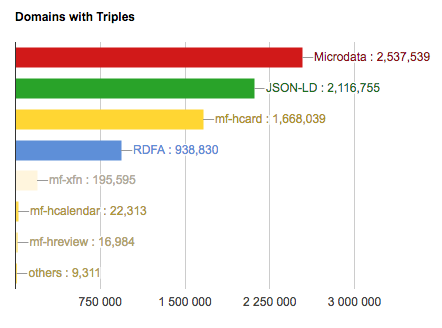 Domains with Triples
Microdata : 2,537,539
JSON-LD : 2,116,755
mf-hcard : 1,668,039
RDFA : 938,830
mf-xfn : 195,595
mf-hcalendar : 22,313
mf-hreview : 16,984
others : 9,311
750 000 1 500 000 2 250 000 3 000 000